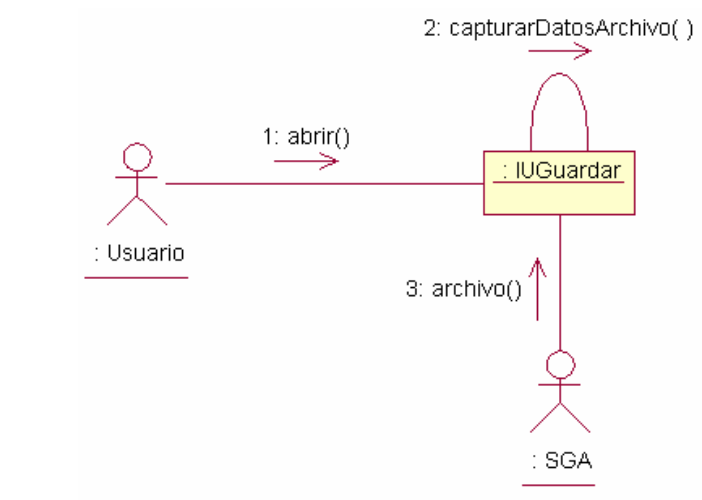 2: capturarDatosArchivo( )
1: abrir()
: IUGuardar
: Usuario
3: archivo()
: SGA